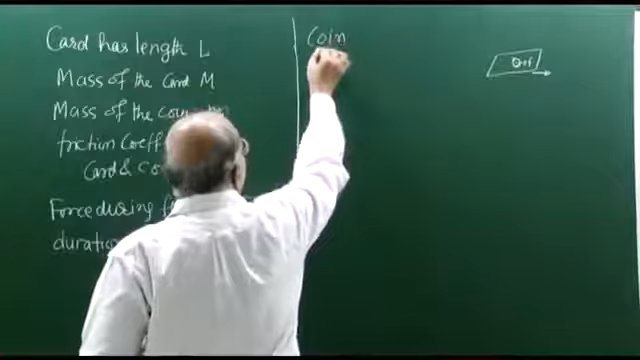 Card has length L
Mass of the card M
Mass of the coin
friction Coeff
Card & Co
Force during f
duration
Coin